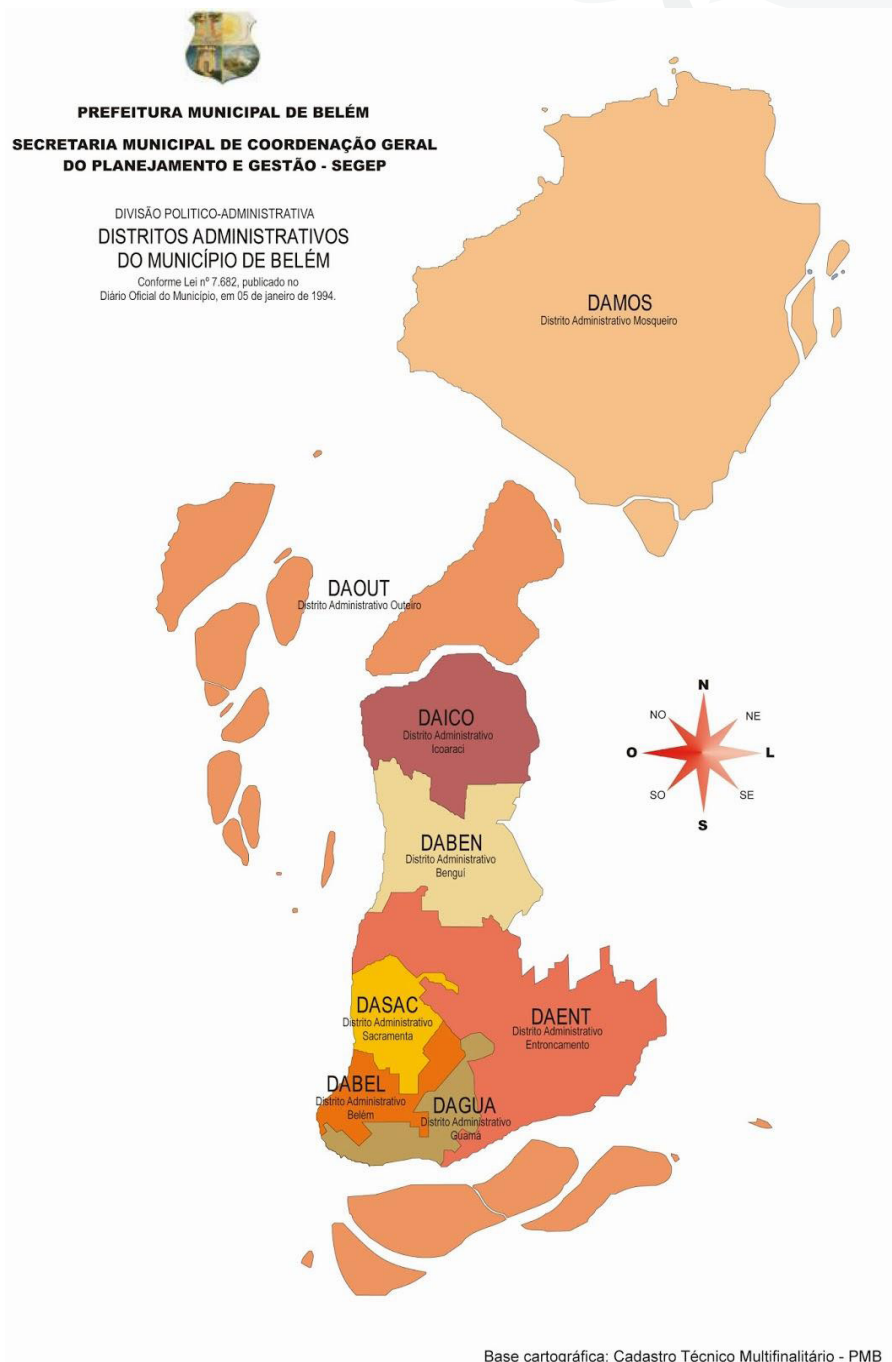 PREFEITURA MUNICIPAL DE BELÉM
SECRETARIA MUNICIPAL DE COORDENAÇÃO GERAL
DO PLANEJAMENTO E GESTÃO - SEGEP
DIVISÃO POLITICO-ADMINISTRATIVA
DISTRITOS ADMINISTRATIVOS
DO MUNICÍPIO DE BELÉM
Conforme Lei nº 7.682, publicado no
Diário Oficial do Município, em 05 de janeiro de 1994.
DAMOS
Distrito Administrativo Mosqueiro
DAOUT
Distrito Administrativo Outeiro
DAICO
Distrito Administrativo
Icoaraci
N
NO
NE
O
L
SO
SE
S
DABEN
Distrito Administrativo
Benguí
DASAC
Distrito Administrativo
Sacramenta
DAENT
Distrito Administrativo
Entroncamento
DABEL
Distrito Administrativo
Belém
DAGUA
Distrito Administrativo
Guamá
Base cartográfica: Cadastro Técnico Multifinalitário - PMB